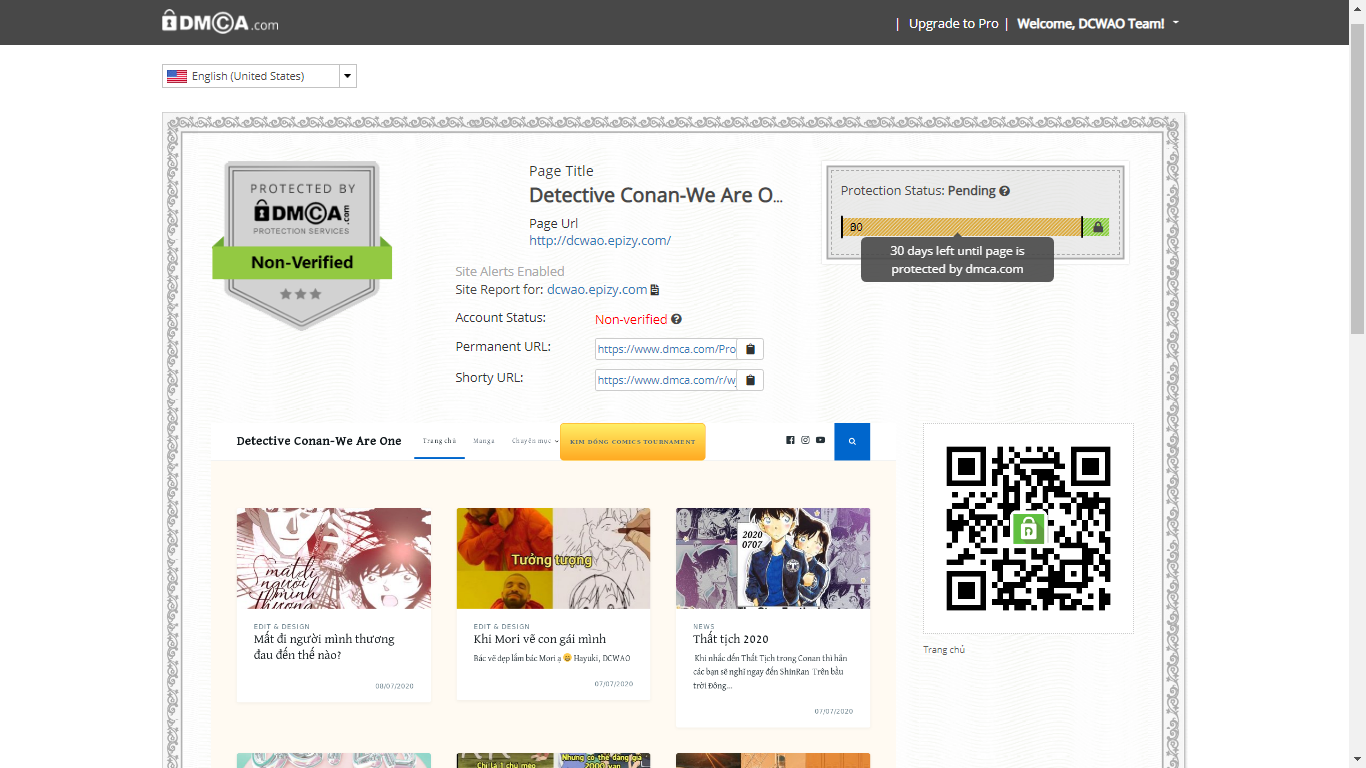 DMCA.com
| Upgrade to Pro | Welcome, DCWAO Team!
English (United States)
PROTECTED BY
DMCA.com
PROTECTION SERVICES
Non-Verified
Page Title
Detective Conan-We Are O...
Page Url
http://dcwao.epizy.com/
Site Alerts Enabled
Site Report for: dcwao.epizy.com
Account Status: Non-verified
Permanent URL: https://www.dmca.com/Pro
Shorty URL: https://www.dmca.com/r/w
Protection Status: Pending
30 days left until page is
protected by dmca.com
Detective Conan-We Are One
Trang chủ
Manga
Chuyên mục
KIM ĐỒNG COMICS TOURNAMENT
mất đi
người
mình
thương
EDIT & DESIGN
Mất đi người mình thương
đau đến thế nào?
08/07/2020
Tưởng tượng
EDIT & DESIGN
Khi Mori vẽ con gái mình
Bác vẽ đẹp lắm bác Mori ạ 😀 Hayuki, DCWAO
07/07/2020
2020
0707
NEWS
Thất tịch 2020
Khi nhắc đến Thất Tịch trong Conan thì hẳn
các bạn sẽ nghĩ ngay đến ShinRan Trên bầu
trời Đông...
07/07/2020
Trang chủ
Chỉ là 1 chú mèo
Nhưng có thể đáng giá
2000 vạn